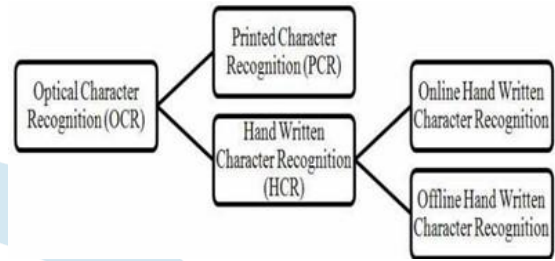 Optical Character
Recognition (OCR)
Printed Character
Recognition (PCR)
Hand Written
Character Recognition
(HCR)
Online Hand Written
Character Recognition
Offline Hand Written
Character Recognition